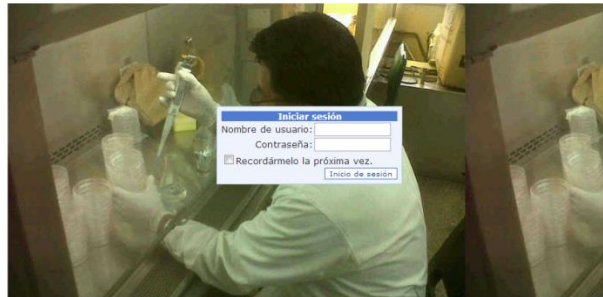 Iniciar sesión
Nombre de usuario:
Contraseña:
Recordármelo la próxima vez.
Inicio de sesión